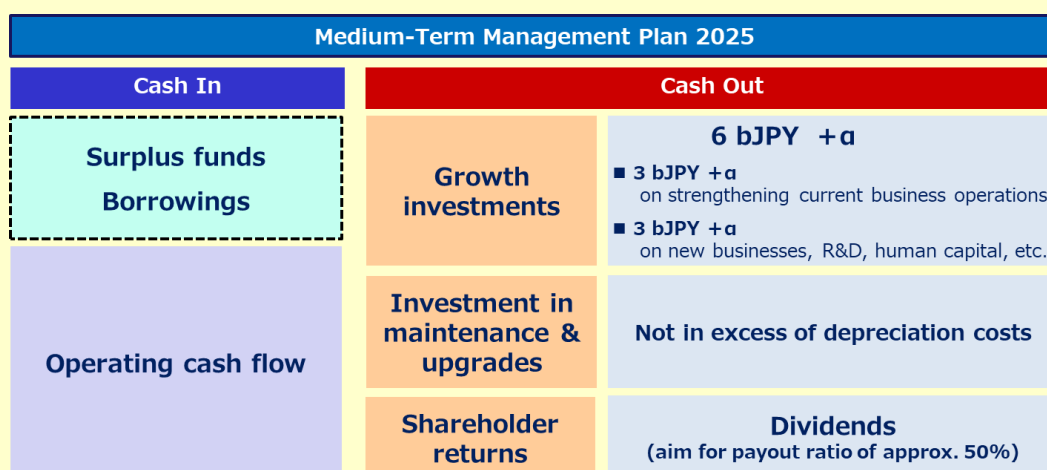 Medium-Term Management Plan 2025
Cash In
Cash Out
Surplus funds
Borrowings
Operating cash flow
Growth
investments
6 bJPY +α
■ 3 bJPY +α
on strengthening current business operations
■ 3 bJPY +α
on new businesses, R&D, human capital, etc.
Investment in
maintenance &
upgrades
Not in excess of depreciation costs
Shareholder
returns
Dividends
(aim for payout ratio of approx. 50%)